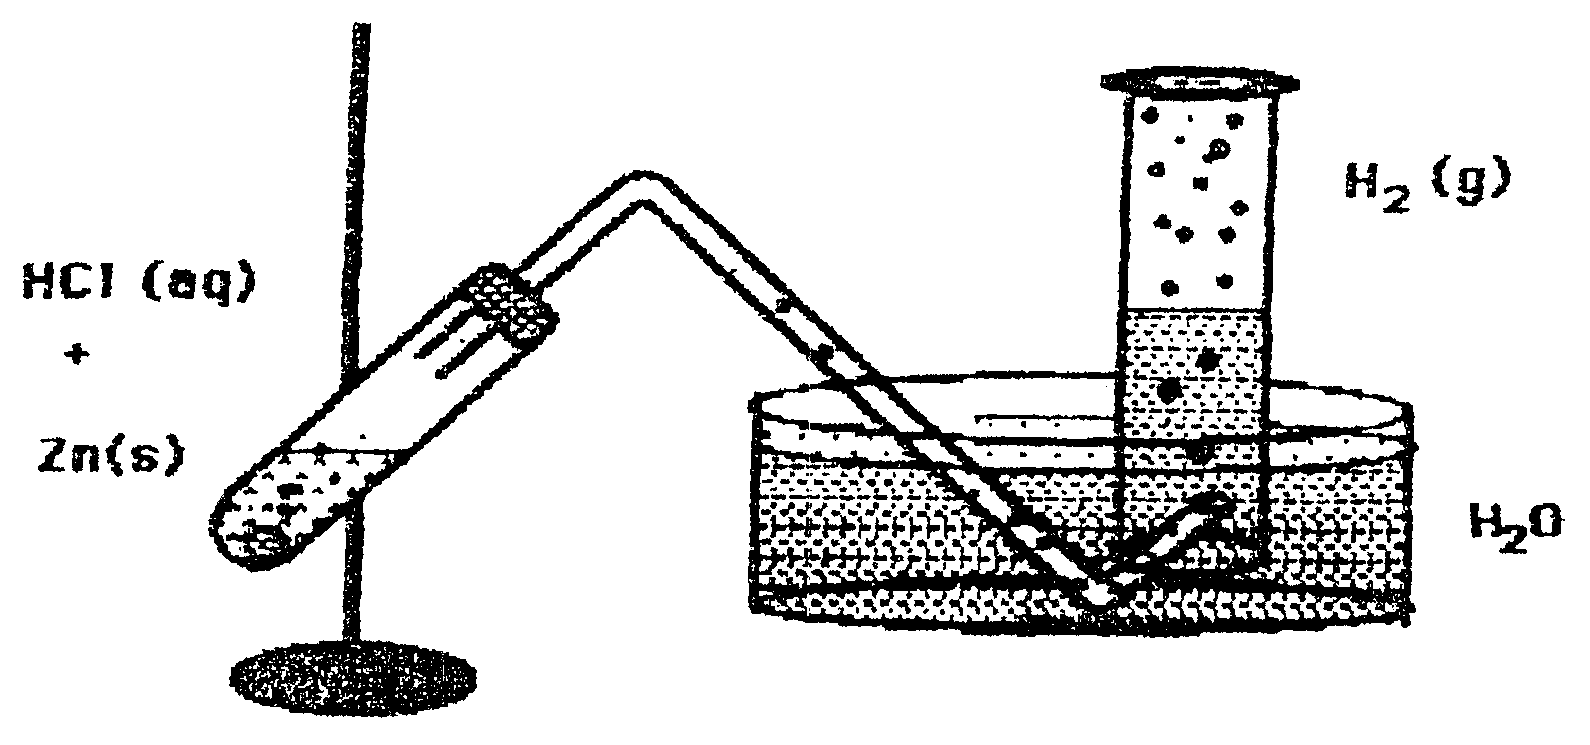 HCl (aq)
+
Zn(s)
H₂ (g)
H₂O